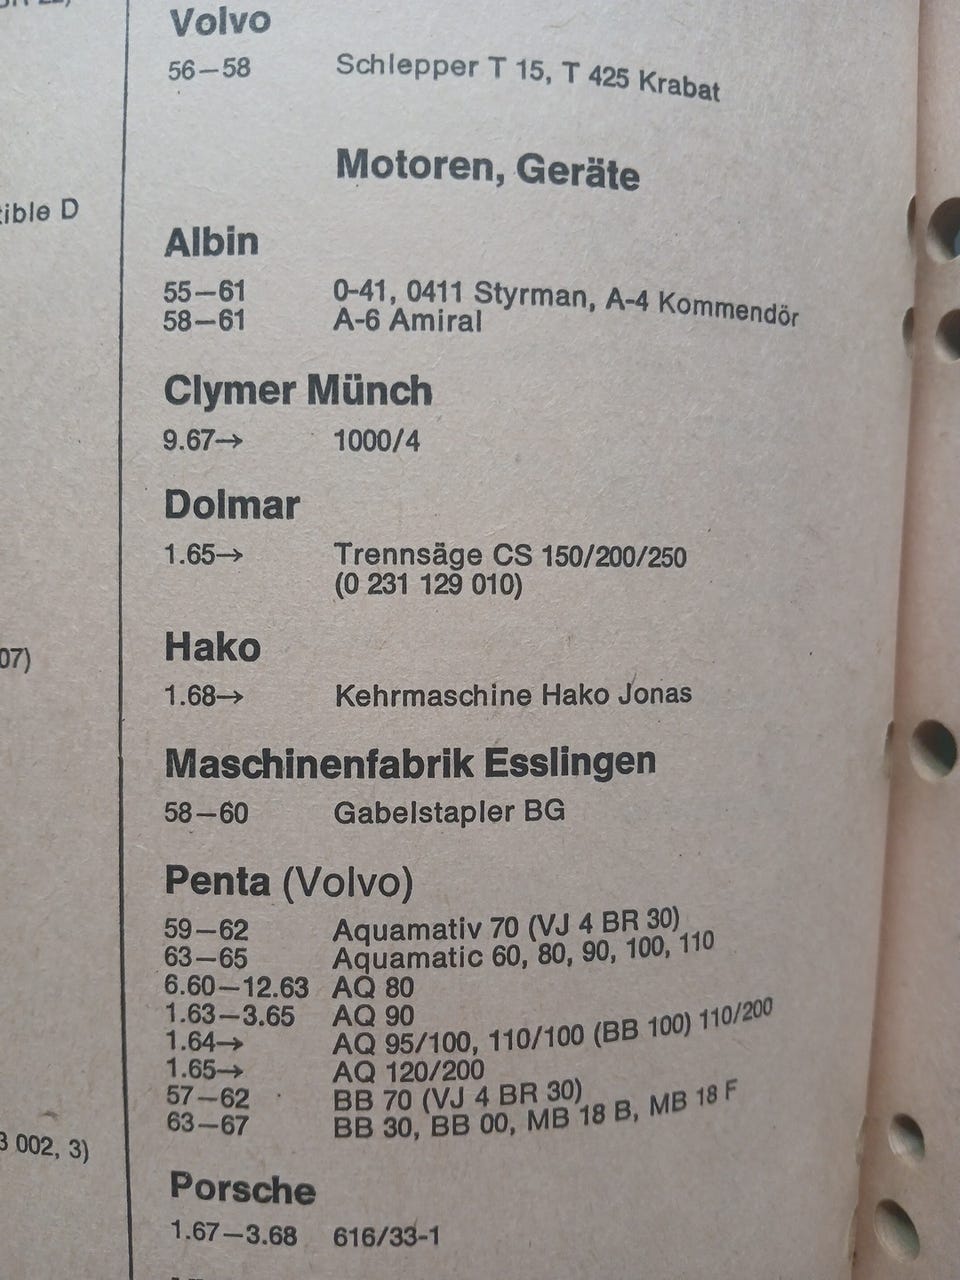 ible D
07)
3 002, 3)
Volvo
56–58 Schlepper T 15, T 425 Krabat
Motoren, Geräte
Albin
55–61 0-41, 0411 Styrman, A-4 Kommendör
58–61 A-6 Amiral
Clymer Münch
9.67→ 1000/4
Dolmar
1.65→ Trennsäge CS 150/200/250
(0 231 129 010)
Hako
1.68→ Kehrmaschine Hako Jonas
Maschinenfabrik Esslingen
58–60 Gabelstapler BG
Penta (Volvo)
59–62 Aquamativ 70 (VJ 4 BR 30)
63–65 Aquamatic 60, 80, 90, 100, 110
6.60–12.63 AQ 80
1.63–3.65 AQ 90
1.64→ AQ 95/100, 110/100 (BB 100) 110/200
1.65→ AQ 120/200
57–62 BB 70 (VJ 4 BR 30)
63–67 BB 30, BB 00, MB 18 B, MB 18 F
Porsche
1.67–3.68 616/33-1